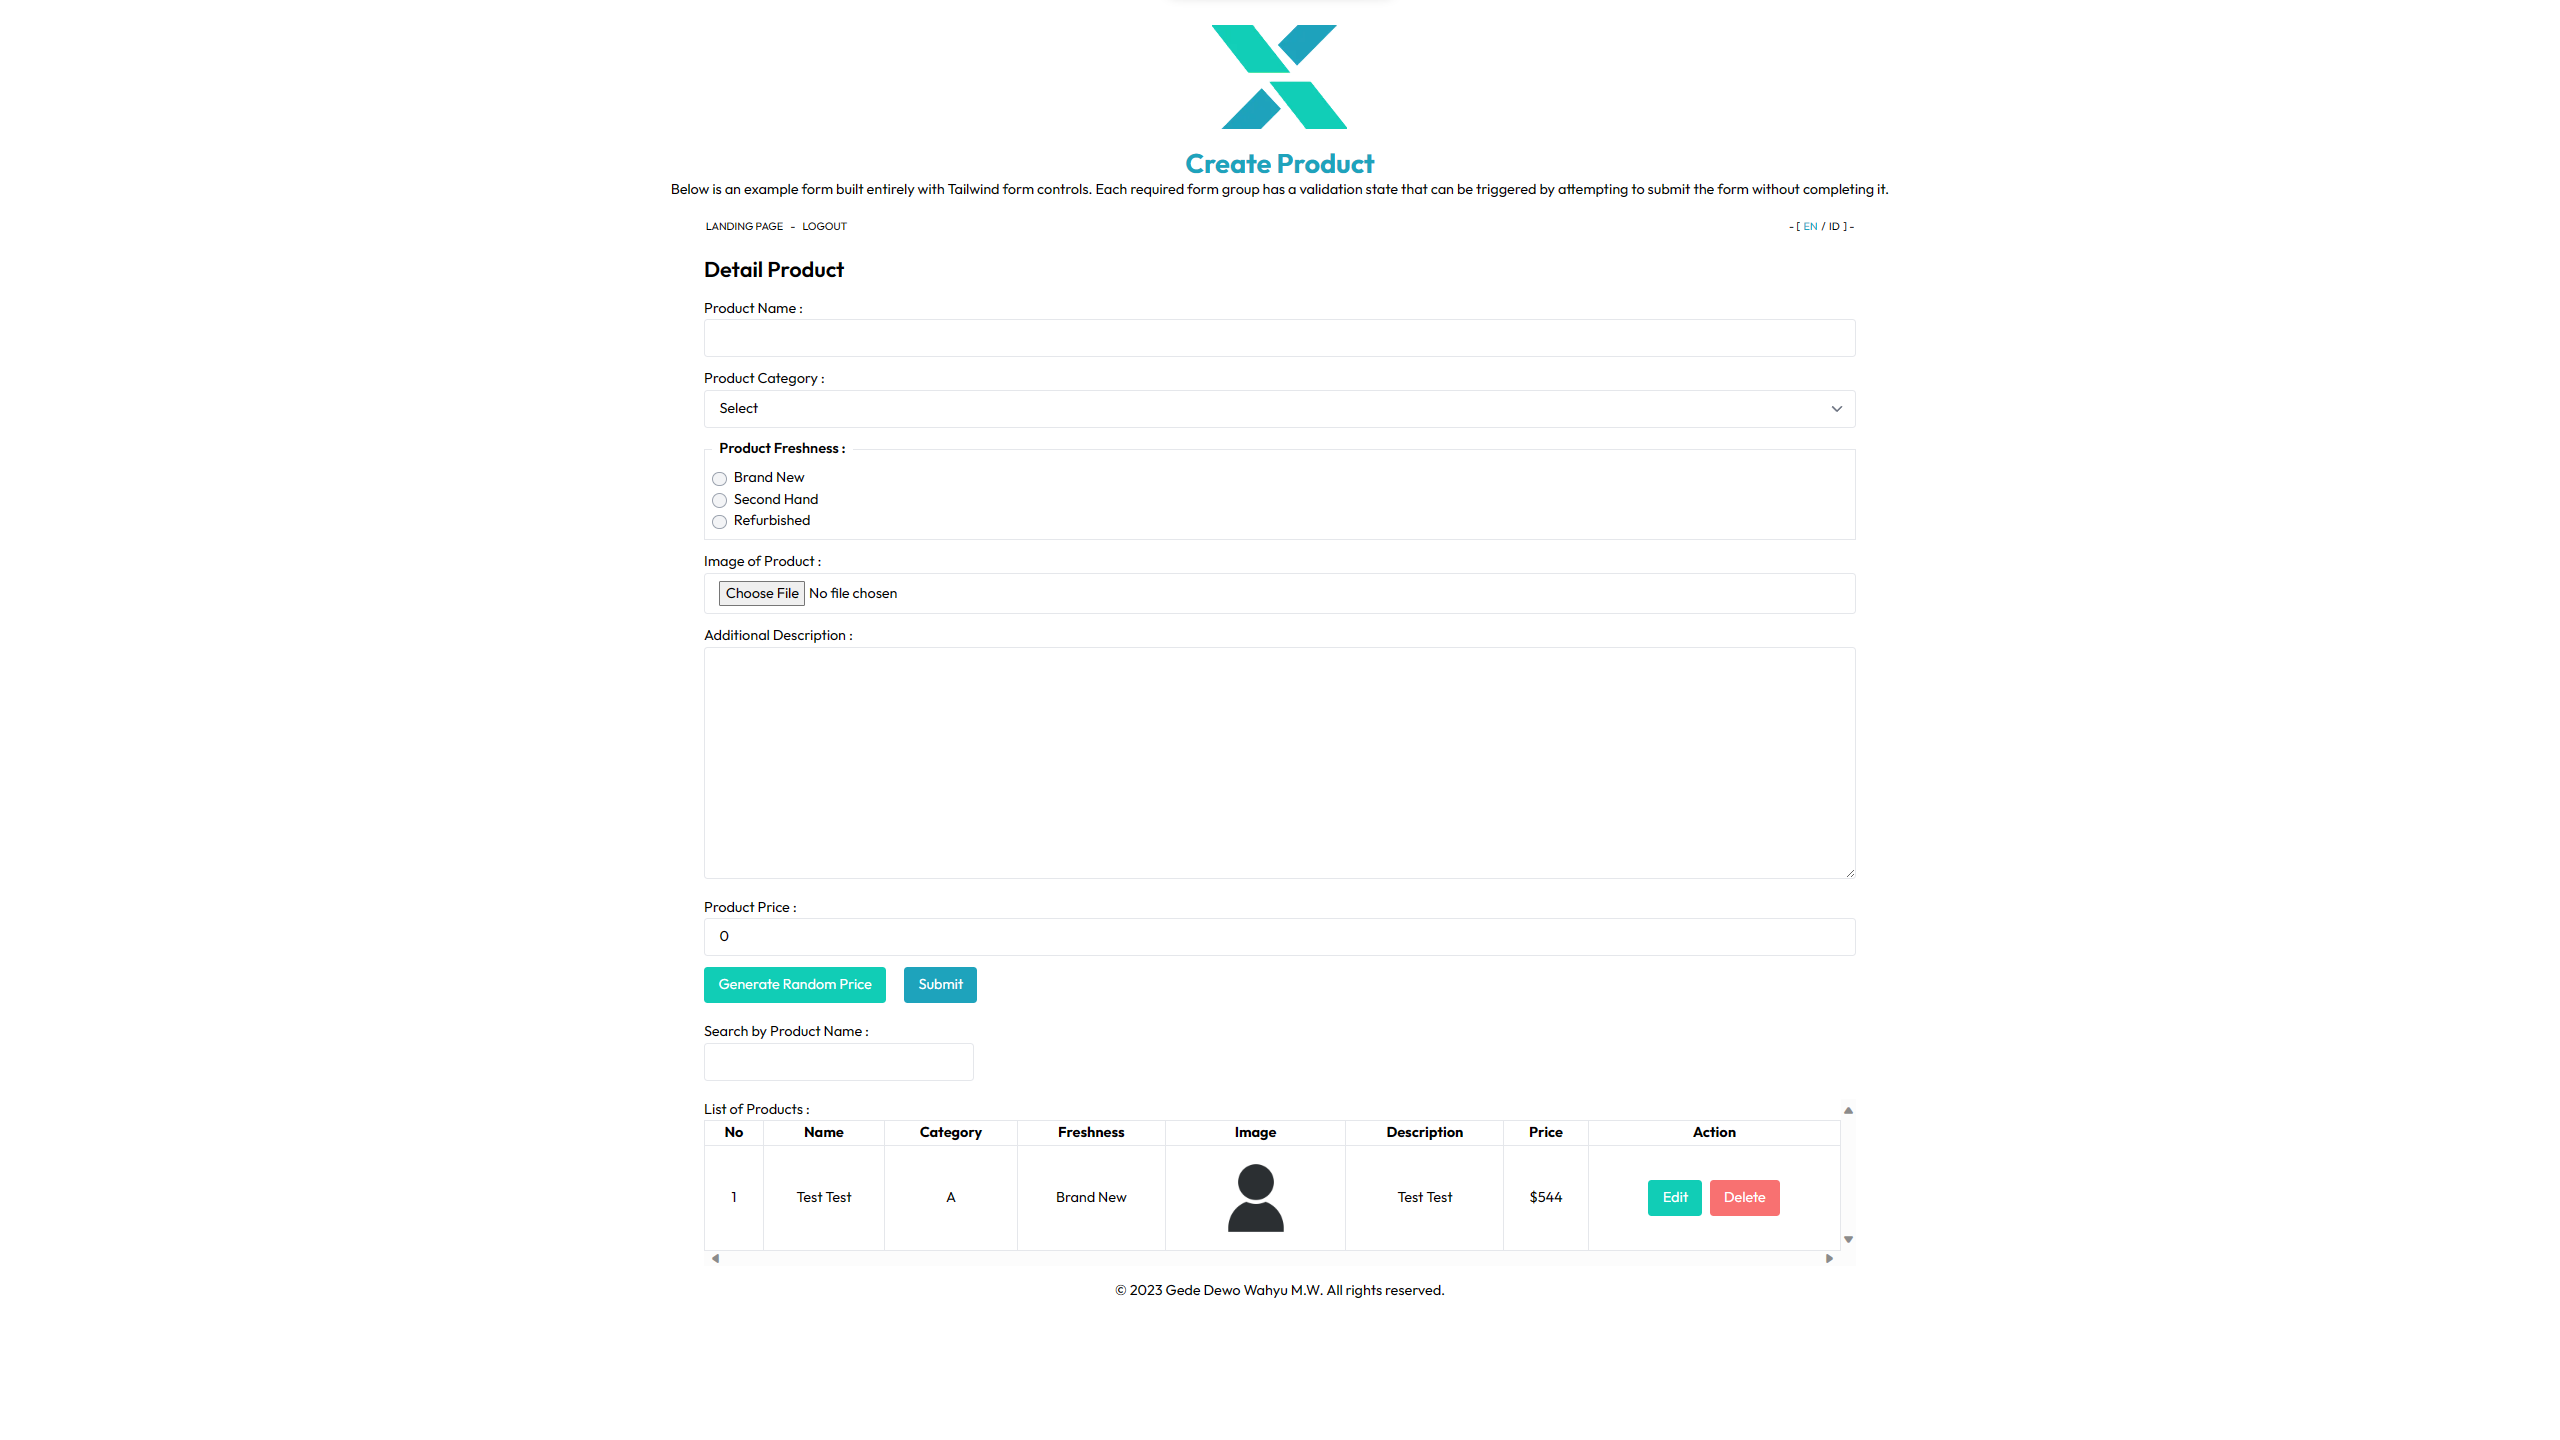 Create Product
Below is an example form built entirely with Tailwind form controls. Each required form group has a validation state that can be triggered by attempting to submit the form without completing it.
LANDING PAGE - LOGOUT - [ EN / ID ] -
Detail Product
Product Name :
Product Category :
Select
Product Freshness :
Brand New
Second Hand
Refurbished
Image of Product :
Choose File No file chosen
Additional Description :
Product Price :
0
Generate Random Price Submit
Search by Product Name :
List of Products :
No Name Category Freshness Image Description Price Action
1 Test Test A Brand New Test Test $544 Edit Delete
© 2023 Gede Dewo Wahyu M.W. All rights reserved.